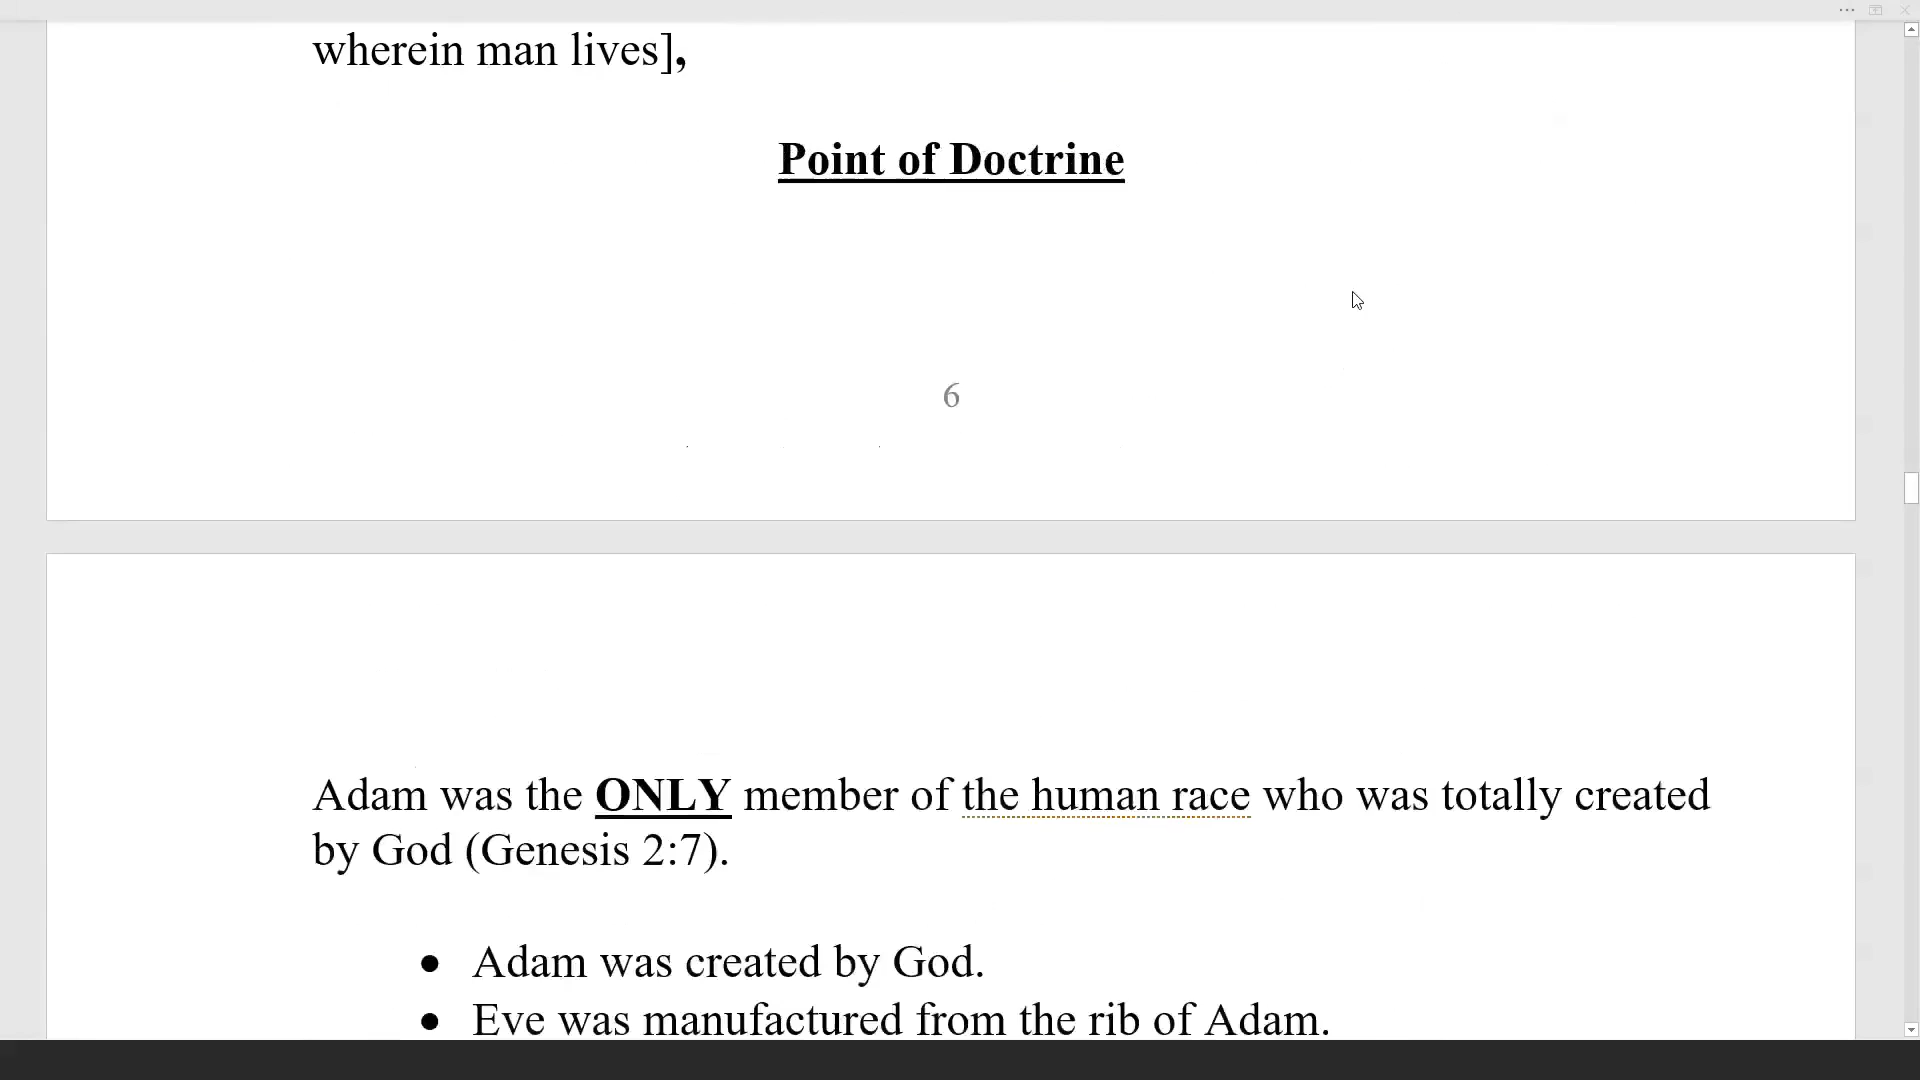 wherein man lives],
Point of Doctrine
6
Adam was the ONLY member of the human race who was totally created
by God (Genesis 2:7).
• Adam was created by God.
• Eve was manufactured from the rib of Adam.